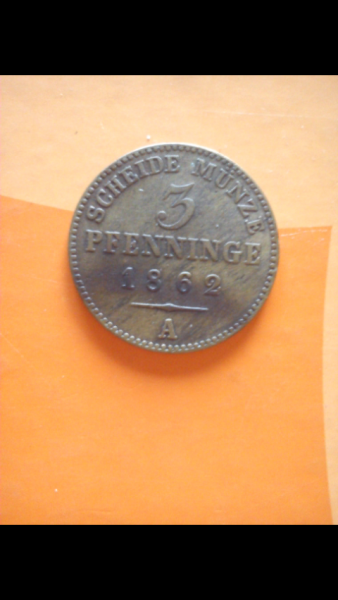 SCHEIDE MÜNZE
3
PFENNINGE
1862
A